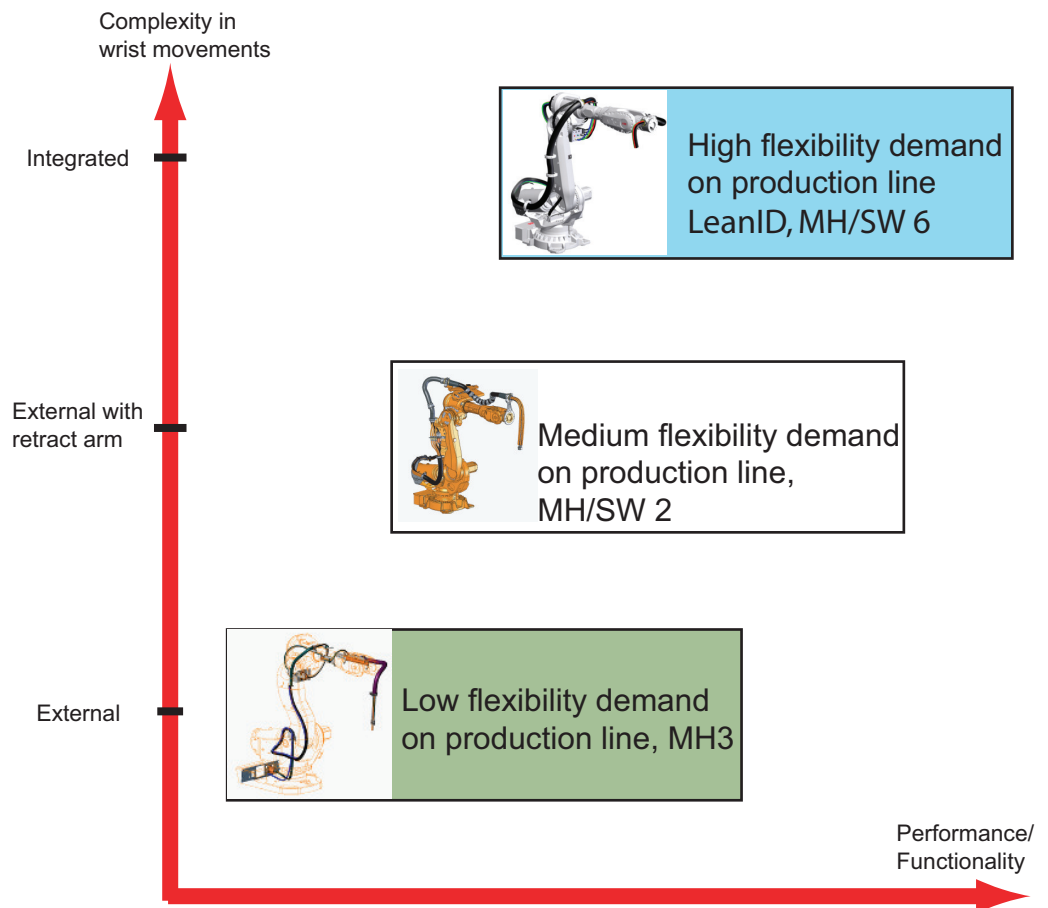 Complexity in
wrist movements
Integrated
High flexibility demand
on production line
LeanID, MH/SW 6
External with
retract arm
Medium flexibility demand
on production line,
MH/SW 2
External
Low flexibility demand
on production line, MH3
Performance/
Functionality